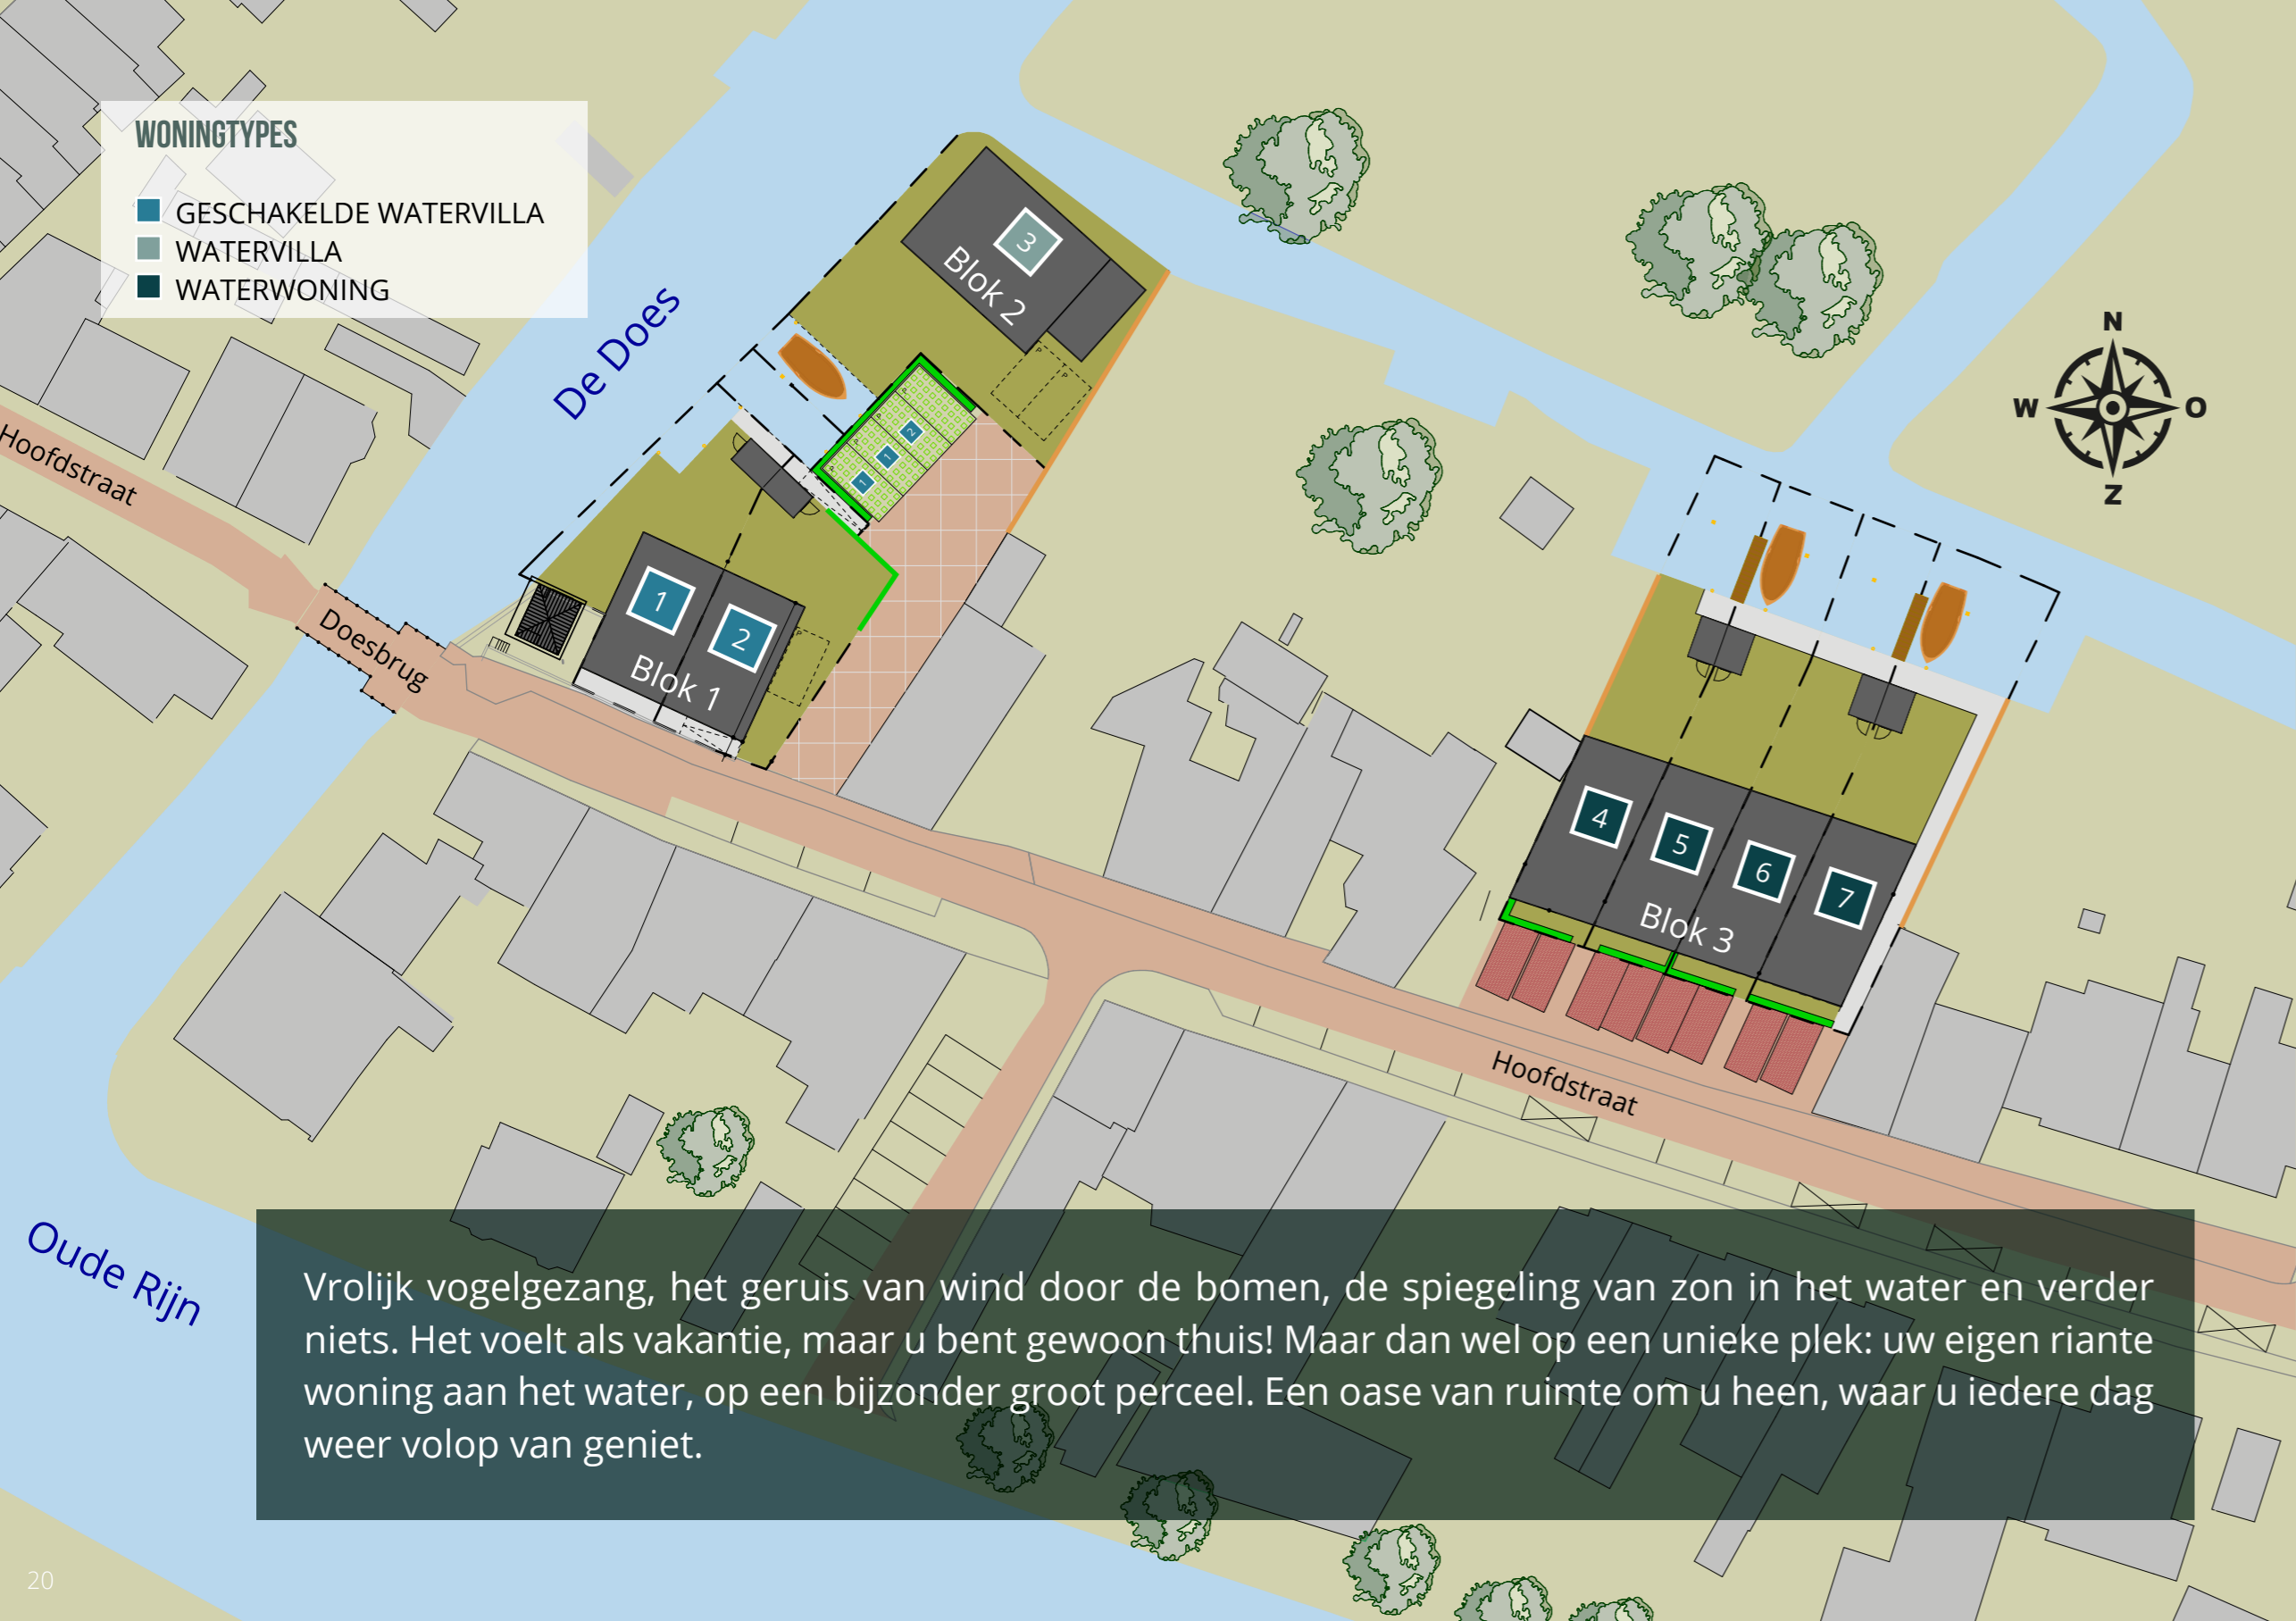 WONINGTYPES
GESCHAKELDE WATERVILLA
WATERVILLA
WATERWONING
De Does
3
Blok 2
N
W
O
Z
P
P
P
2
P
1
P
1
P
Hoofdstraat
Doesbrug
1
2
Blok 1
P
4
5
6
7
Blok 3
Hoofdstraat
Oude Rijn
Vrolijk vogelgezang, het geruis van wind door de bomen, de spiegeling van zon in het water en verder
niets. Het voelt als vakantie, maar u bent gewoon thuis! Maar dan wel op een unieke plek: uw eigen riante
woning aan het water, op een bijzonder groot perceel. Een oase van ruimte om u heen, waar u iedere dag
weer volop van geniet.
20